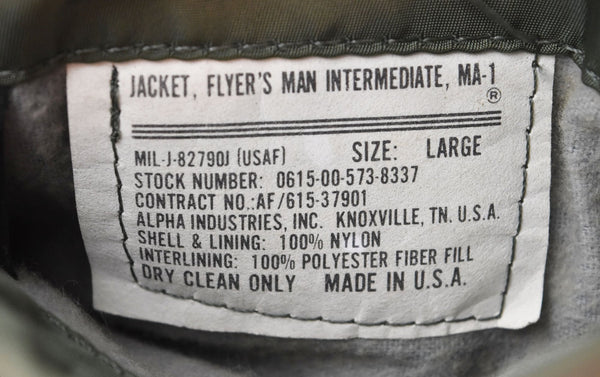 JACKET, FLYER'S MAN INTERMEDIATE, MA-1
®
MIL-J-82790J (USAF) SIZE: LARGE
STOCK NUMBER: 0615-00-573-8337
CONTRACT NO.:AF/615-37901
ALPHA INDUSTRIES, INC. KNOXVILLE, TN. U.S.A.
SHELL & LINING: 100% NYLON
INTERLINING: 100% POLYESTER FIBER FILL
DRY CLEAN ONLY MADE IN U.S.A.